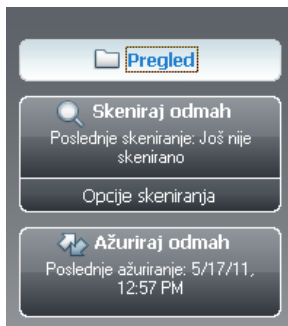 Pregled
Skeniraj odmah
Poslednje skeniranje: Još nije
skenirano
Opcije skeniranja
Ažuriraj odmah
Poslednje ažuriranje: 5/17/11,
12:57 PM